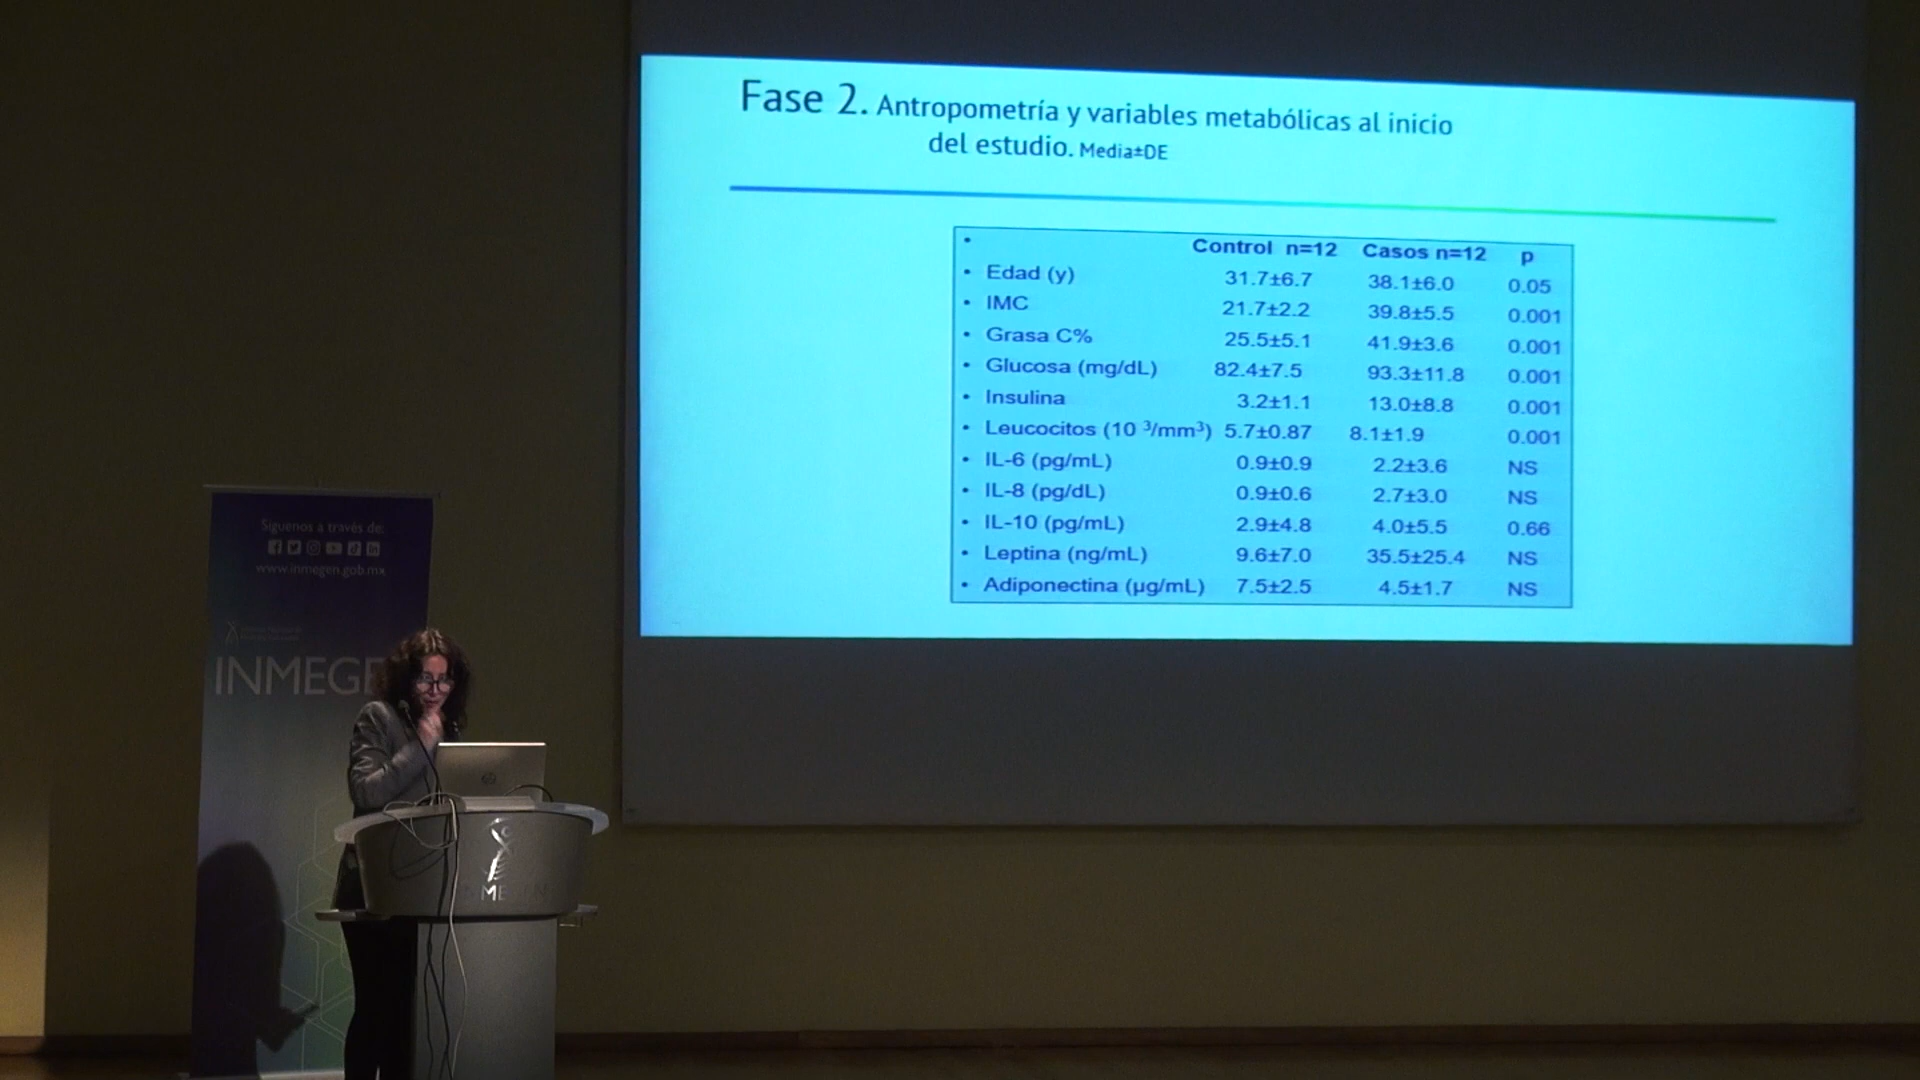 Fase 2. Antropometría y variables metabólicas al inicio
del estudio. Media±DE
• Control n=12 Casos n=12 p
• Edad (y) 31.7±6.7 38.1±6.0 0.05
• IMC 21.7±2.2 39.8±5.5 0.001
• Grasa C% 25.5±5.1 41.9±3.6 0.001
• Glucosa (mg/dL) 82.4±7.5 93.3±11.8 0.001
• Insulina 3.2±1.1 13.0±8.8 0.001
• Leucocitos (10 ³/mm³) 5.7±0.87 8.1±1.9 0.001
• IL-6 (pg/mL) 0.9±0.9 2.2±3.6 NS
• IL-8 (pg/dL) 0.9±0.6 2.7±3.0 NS
• IL-10 (pg/mL) 2.9±4.8 4.0±5.5 0.66
• Leptina (ng/mL) 9.6±7.0 35.5±25.4 NS
• Adiponectina (µg/mL) 7.5±2.5 4.5±1.7 NS
Síguenos a través de:
www.inmegen.gob.mx
INMEGE